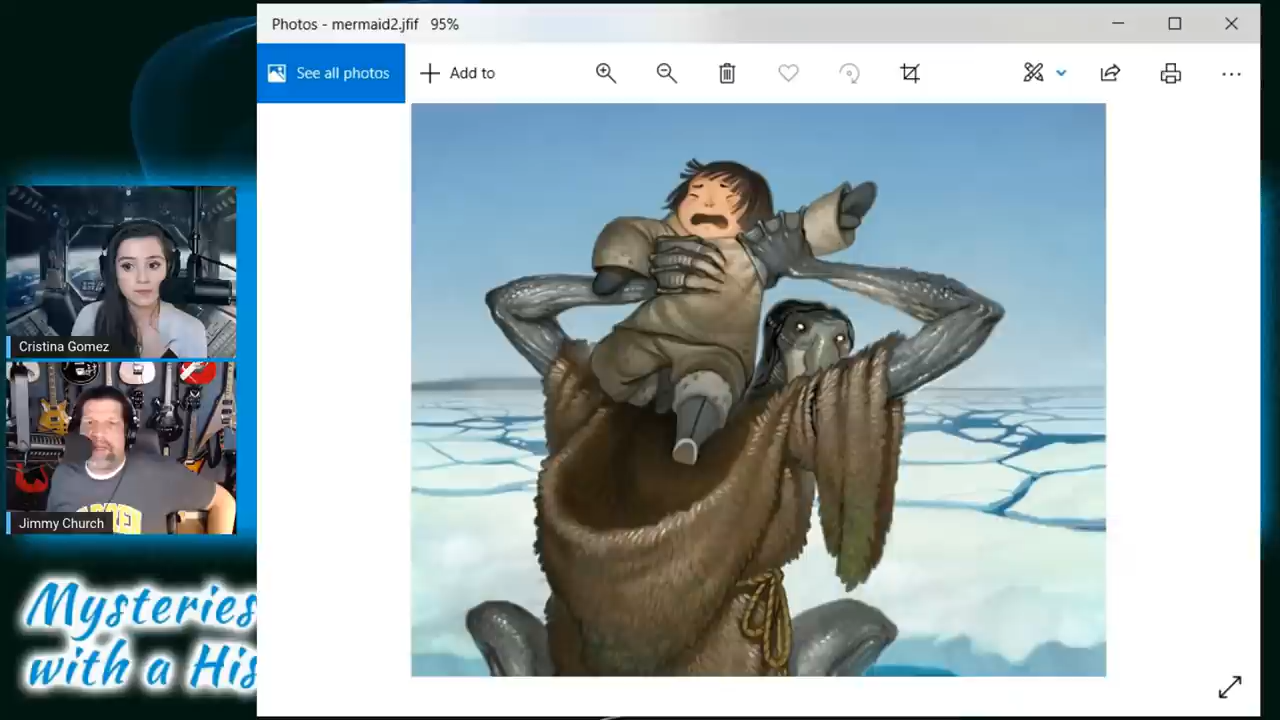 Photos - mermaid2.jfif 95%
See all photos
Add to
Cristina Gomez
Jimmy Church
Mysteries
with a His